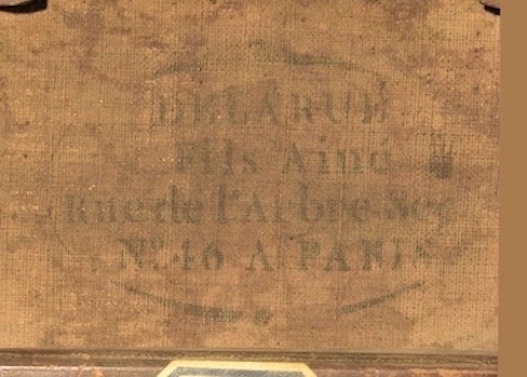 DELARUE
Fils Ainé
Rue de l'Arbre Sec
No. 46 A PARIS